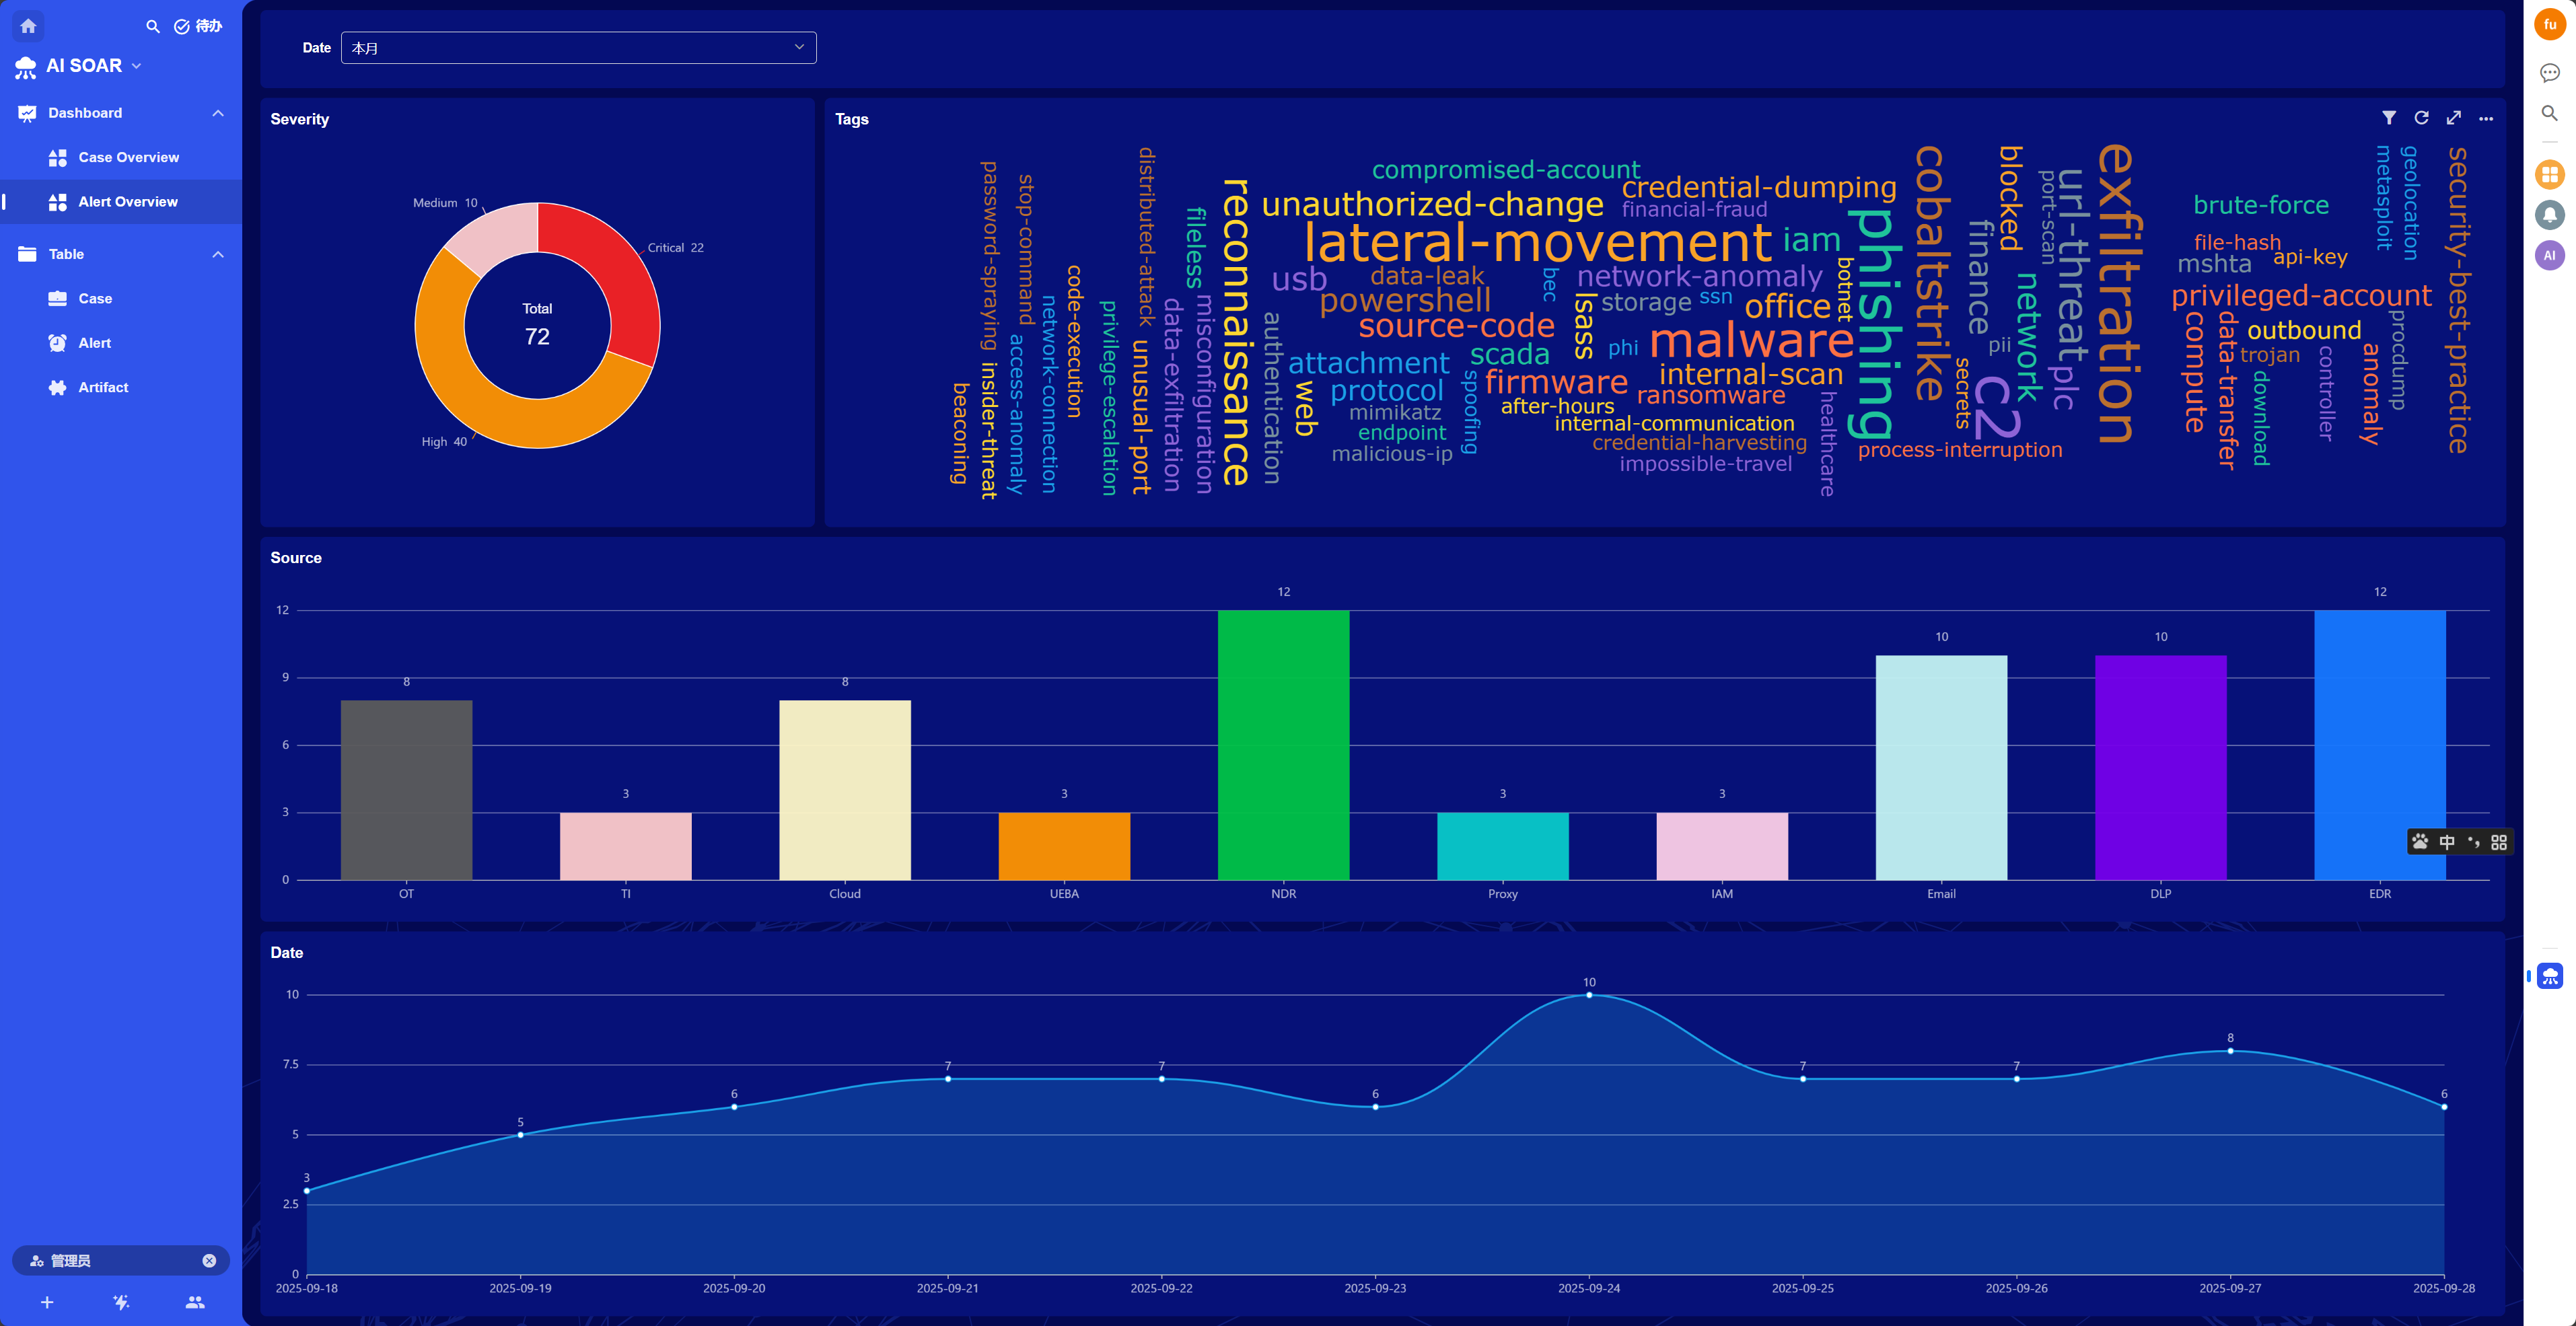 待办
AI SOAR
Dashboard
Case Overview
Alert Overview
Table
Case
Alert
Artifact
管理员
Date
本月
Severity
Medium 10
Critical 22
High 40
Total
72
Tags
password-spraying
stop-command
distributed-attack
fileless
reconnaissance
compromised-account
unauthorized-change
credential-dumping
financial-fraud
lateral-movement
iam
phishing
cobaltstrike
blocked
port-scan
url-threat
exfiltration
finance
brute-force
metasploit
geolocation
security-best-practice
file-hash
mshta
api-key
privileged-account
code-execution
network-connection
privilege-escalation
data-exfiltration
misconfiguration
authentication
usb
data-leak
bec
network-anomaly
botnet
powershell
lsass
storage
ssn
office
source-code
malware
scada
phi
pii
network
plc
attachment
web
protocol
spoofing
firmware
internal-scan
ransomware
secrets
c2
mimikatz
after-hours
endpoint
internal-communication
malicious-ip
credential-harvesting
impossible-travel
healthcare
process-interruption
beaconing
insider-threat
access-anomaly
unusual-port
compute
data-transfer
outbound
trojan
download
controller
anomaly
procdump
Source
12
9
6
3
0
8
3
8
3
12
3
3
10
10
12
OT
TI
Cloud
UEBA
NDR
Proxy
IAM
Email
DLP
EDR
Date
10
7.5
5
2.5
0
3
5
6
7
7
6
10
7
7
8
6
2025-09-18
2025-09-19
2025-09-20
2025-09-21
2025-09-22
2025-09-23
2025-09-24
2025-09-25
2025-09-26
2025-09-27
2025-09-28
fu
AI
中